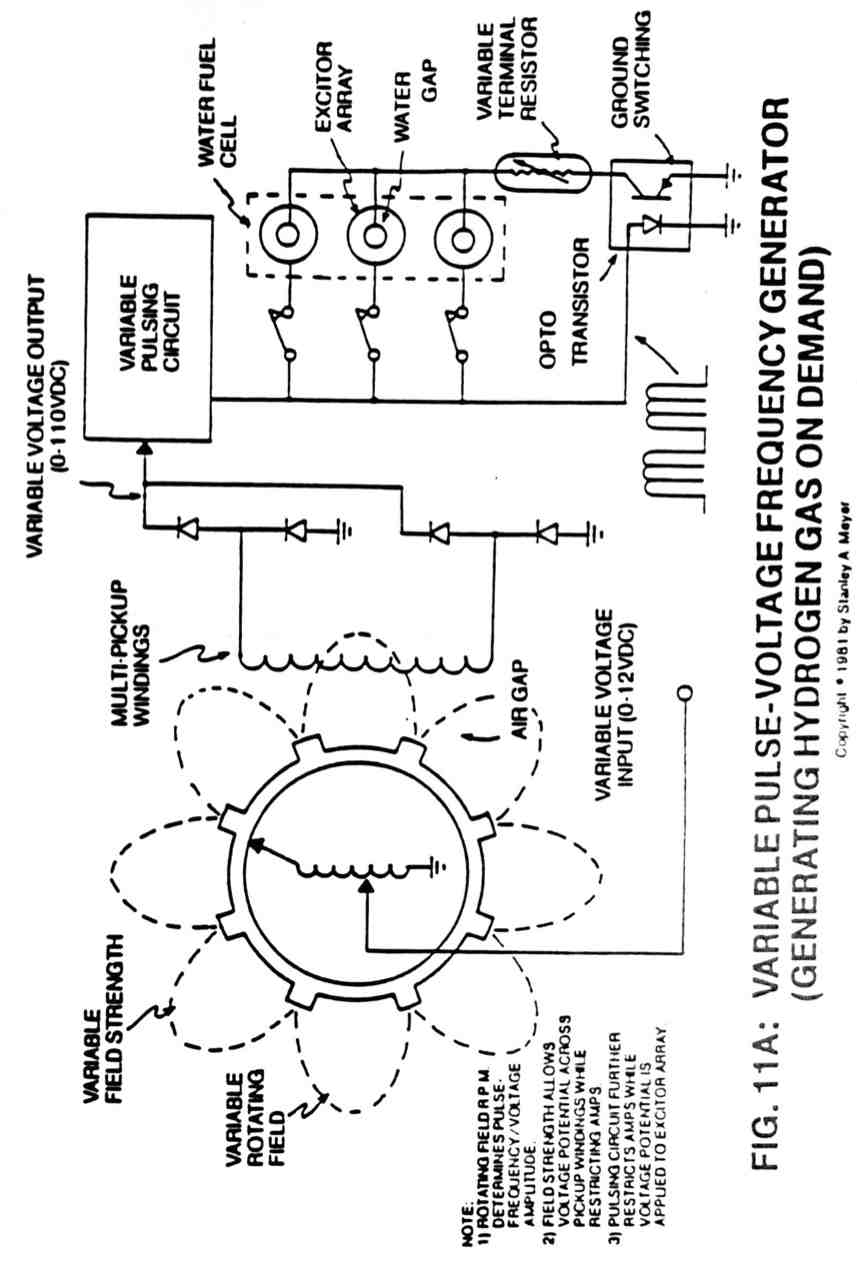 VARIABLE
FIELD STRENGTH
VARIABLE
ROTATING
FIELD
MULTI-PICKUP
WINDINGS
AIR GAP
VARIABLE VOLTAGE
INPUT (0-12VDC)
VARIABLE VOLTAGE OUTPUT
(0-110VDC)
VARIABLE
PULSING
CIRCUIT
WATER FUEL
CELL
EXCITOR
ARRAY
WATER
GAP
VARIABLE
TERMINAL
RESISTOR
GROUND
SWITCHING
OPTO
TRANSISTOR
NOTE:
1) ROTATING FIELD R.P.M.
DETERMINES PULSE-
FREQUENCY/VOLTAGE
AMPLITUDE.
2) FIELD STRENGTH ALLOWS
VOLTAGE POTENTIAL ACROSS
PICKUP WINDINGS WHILE
RESTRICTING AMPS
3) PULSING CIRCUIT FURTHER
RESTRICTS AMPS WHILE
VOLTAGE POTENTIAL IS
APPLIED TO EXCITOR ARRAY.
FIG. 11A: VARIABLE PULSE-VOLTAGE FREQUENCY GENERATOR
(GENERATING HYDROGEN GAS ON DEMAND)
Copyright © 1981 by Stanley A Meyer